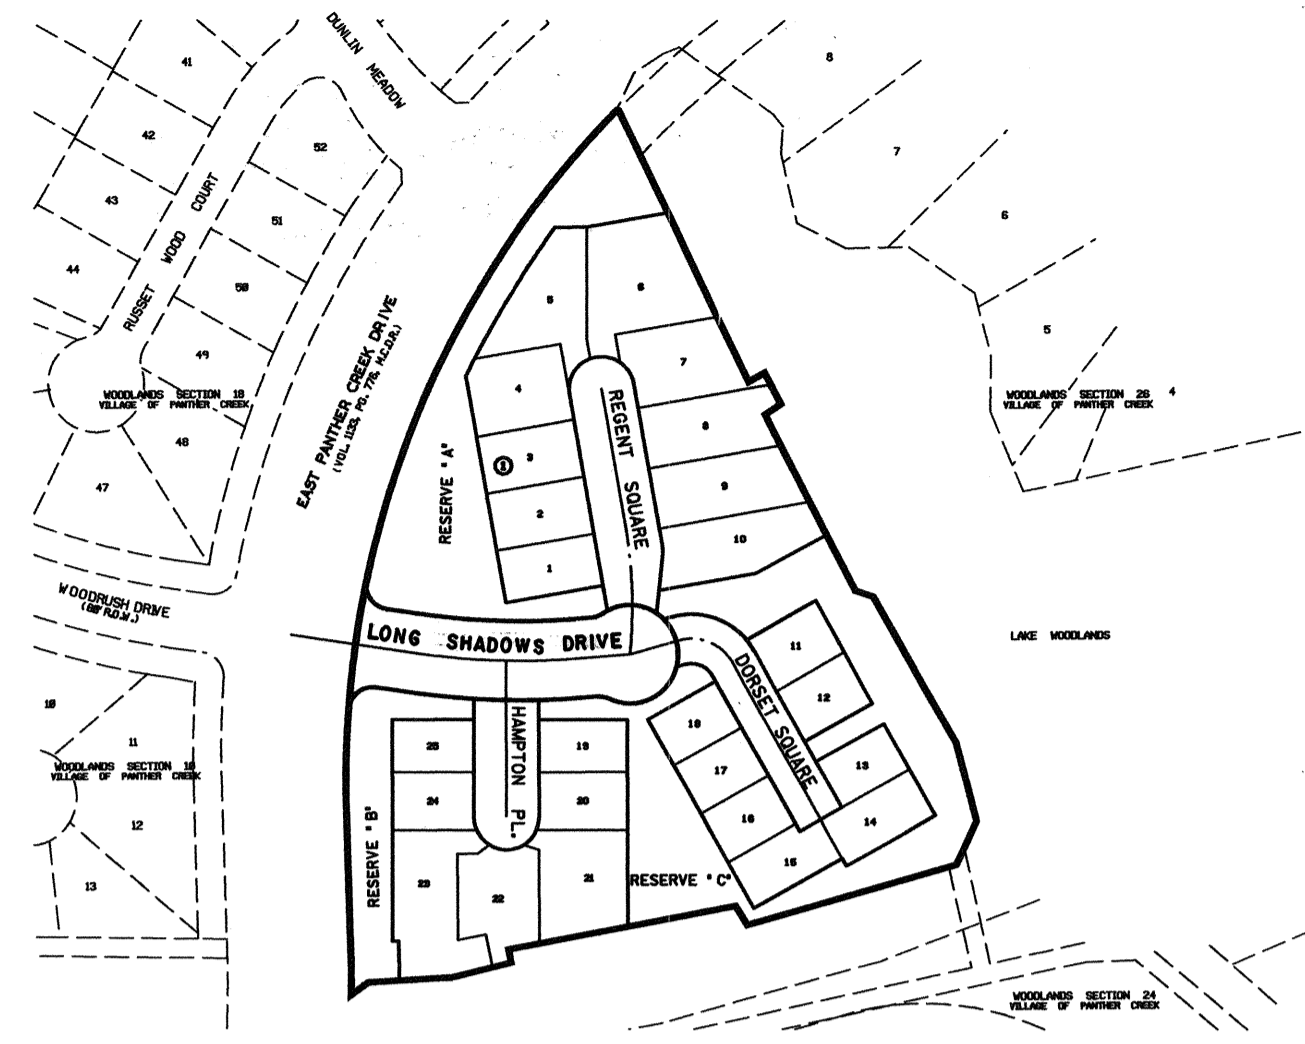 DUNLIN MEADOW
41
42
43
44
52
51
50
49
48
47
RUSSET WOOD COURT
WOODLANDS SECTION 18
VILLAGE OF PANTHER CREEK
EAST PANTHER CREEK DRIVE
(VOL. 1133, PG. 776, M.C.D.R.)
8
7
6
5
4
WOODLANDS SECTION 26
VILLAGE OF PANTHER CREEK
5
6
4
7
3
1
8
2
9
1
10
RESERVE "A"
REGENT SQUARE
WOODRUSH DRIVE
R.O.W.)
LONG SHADOWS DRIVE
LAKE WOODLANDS
11
12
13
14
DORSET SQUARE
18
17
16
15
HAMPTON PL.
25
24
23
19
20
21
22
RESERVE "B"
RESERVE "C"
10
11
WOODLANDS SECTION 18
VILLAGE OF PANTHER CREEK
12
13
WOODLANDS SECTION 24
VILLAGE OF PANTHER CREEK